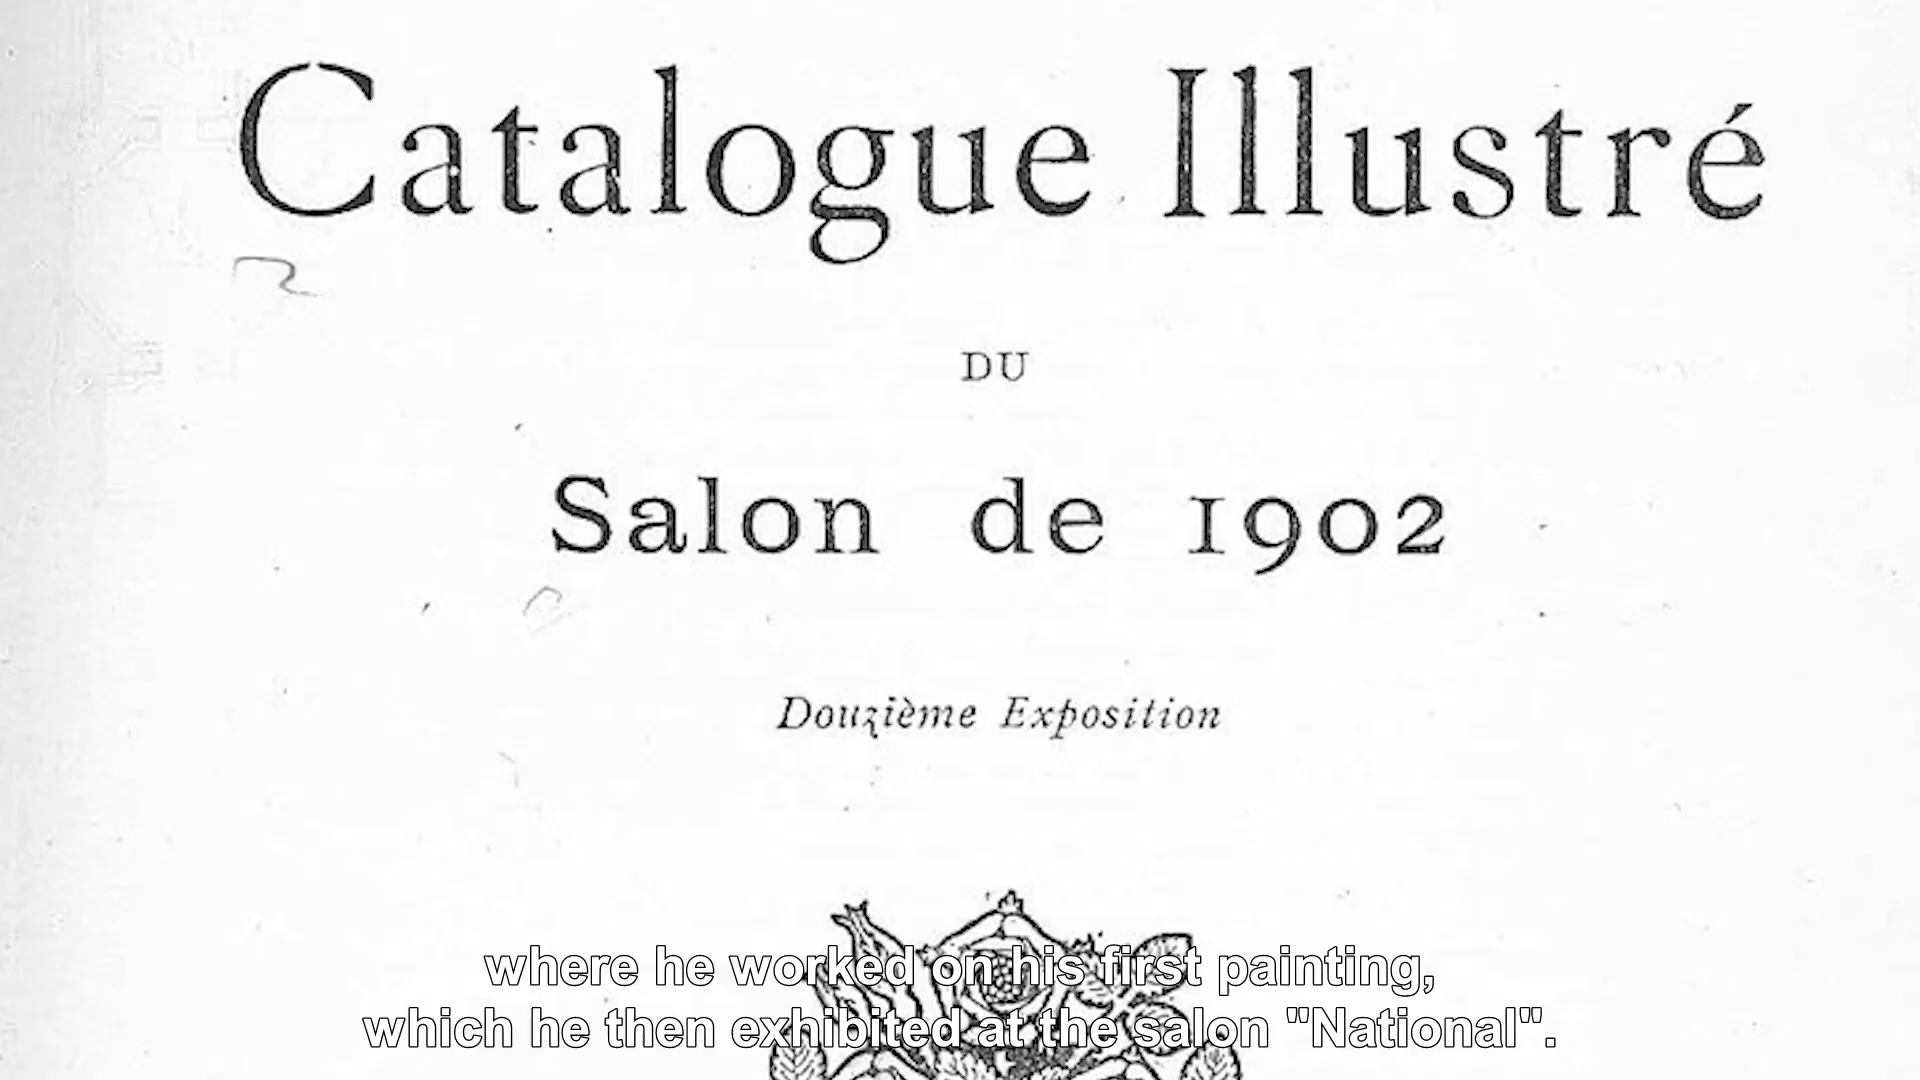 Catalogue Illustré
DU
Salon de 1902
Douzième Exposition
where he worked on his first painting,
which he then exhibited at the salon "National".